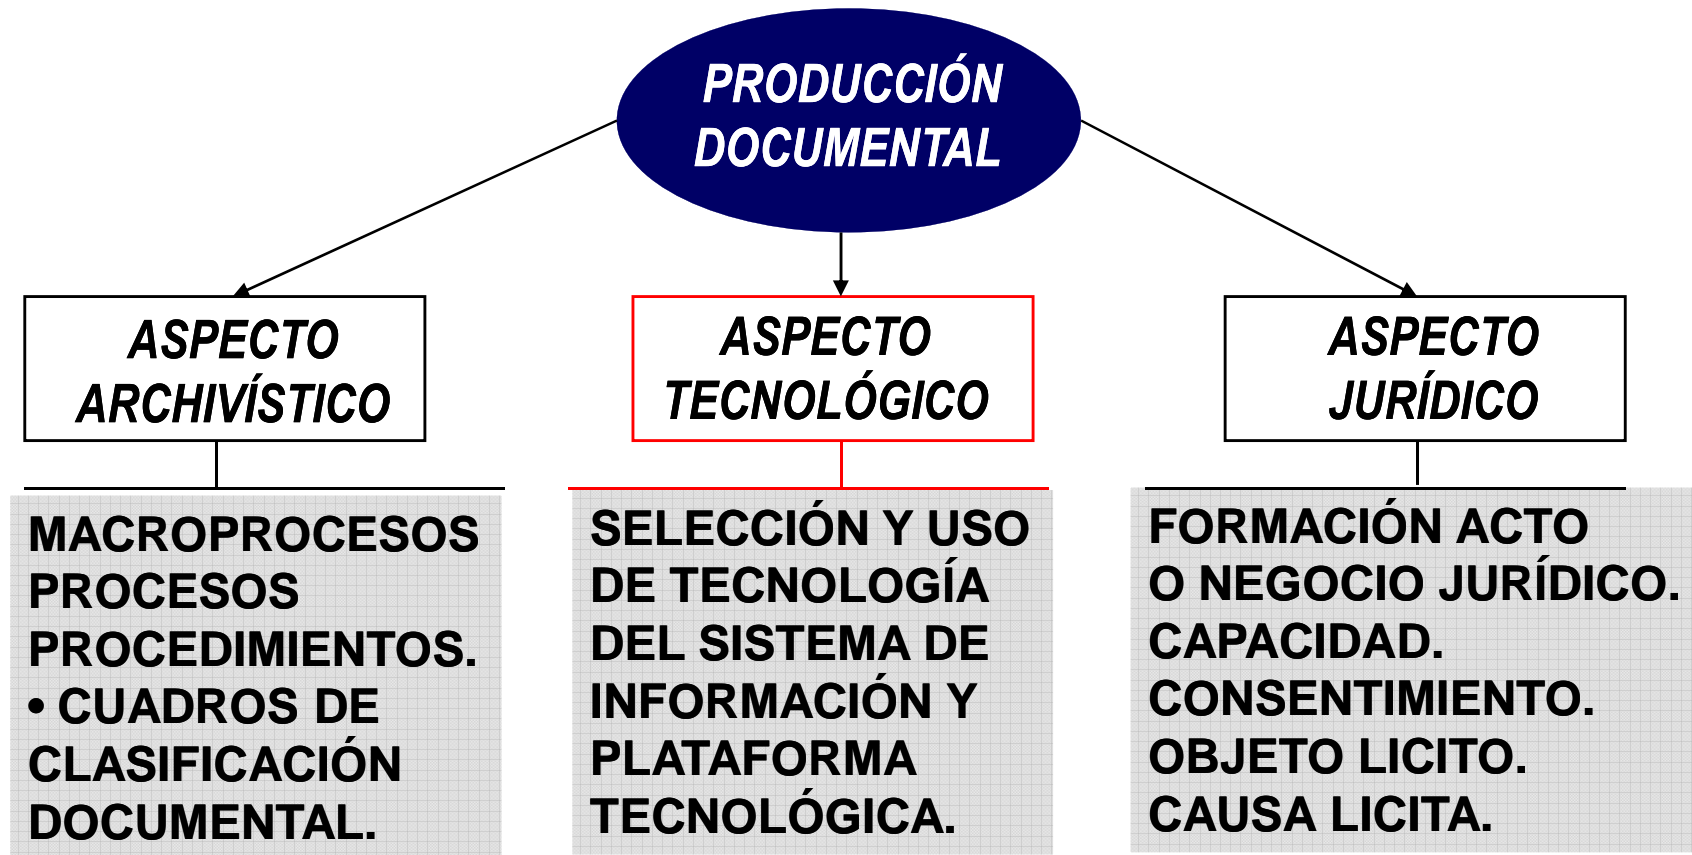 PRODUCCIÓN
DOCUMENTAL
ASPECTO
ARCHIVÍSTICO
MACROPROCESOS
PROCESOS
PROCEDIMIENTOS.
• CUADROS DE
CLASIFICACIÓN
DOCUMENTAL.
ASPECTO
TECNOLÓGICO
SELECCIÓN Y USO
DE TECNOLOGÍA
DEL SISTEMA DE
INFORMACIÓN Y
PLATAFORMA
TECNOLÓGICA.
ASPECTO
JURÍDICO
FORMACIÓN ACTO
O NEGOCIO JURÍDICO.
CAPACIDAD.
CONSENTIMIENTO.
OBJETO LICITO.
CAUSA LICITA.